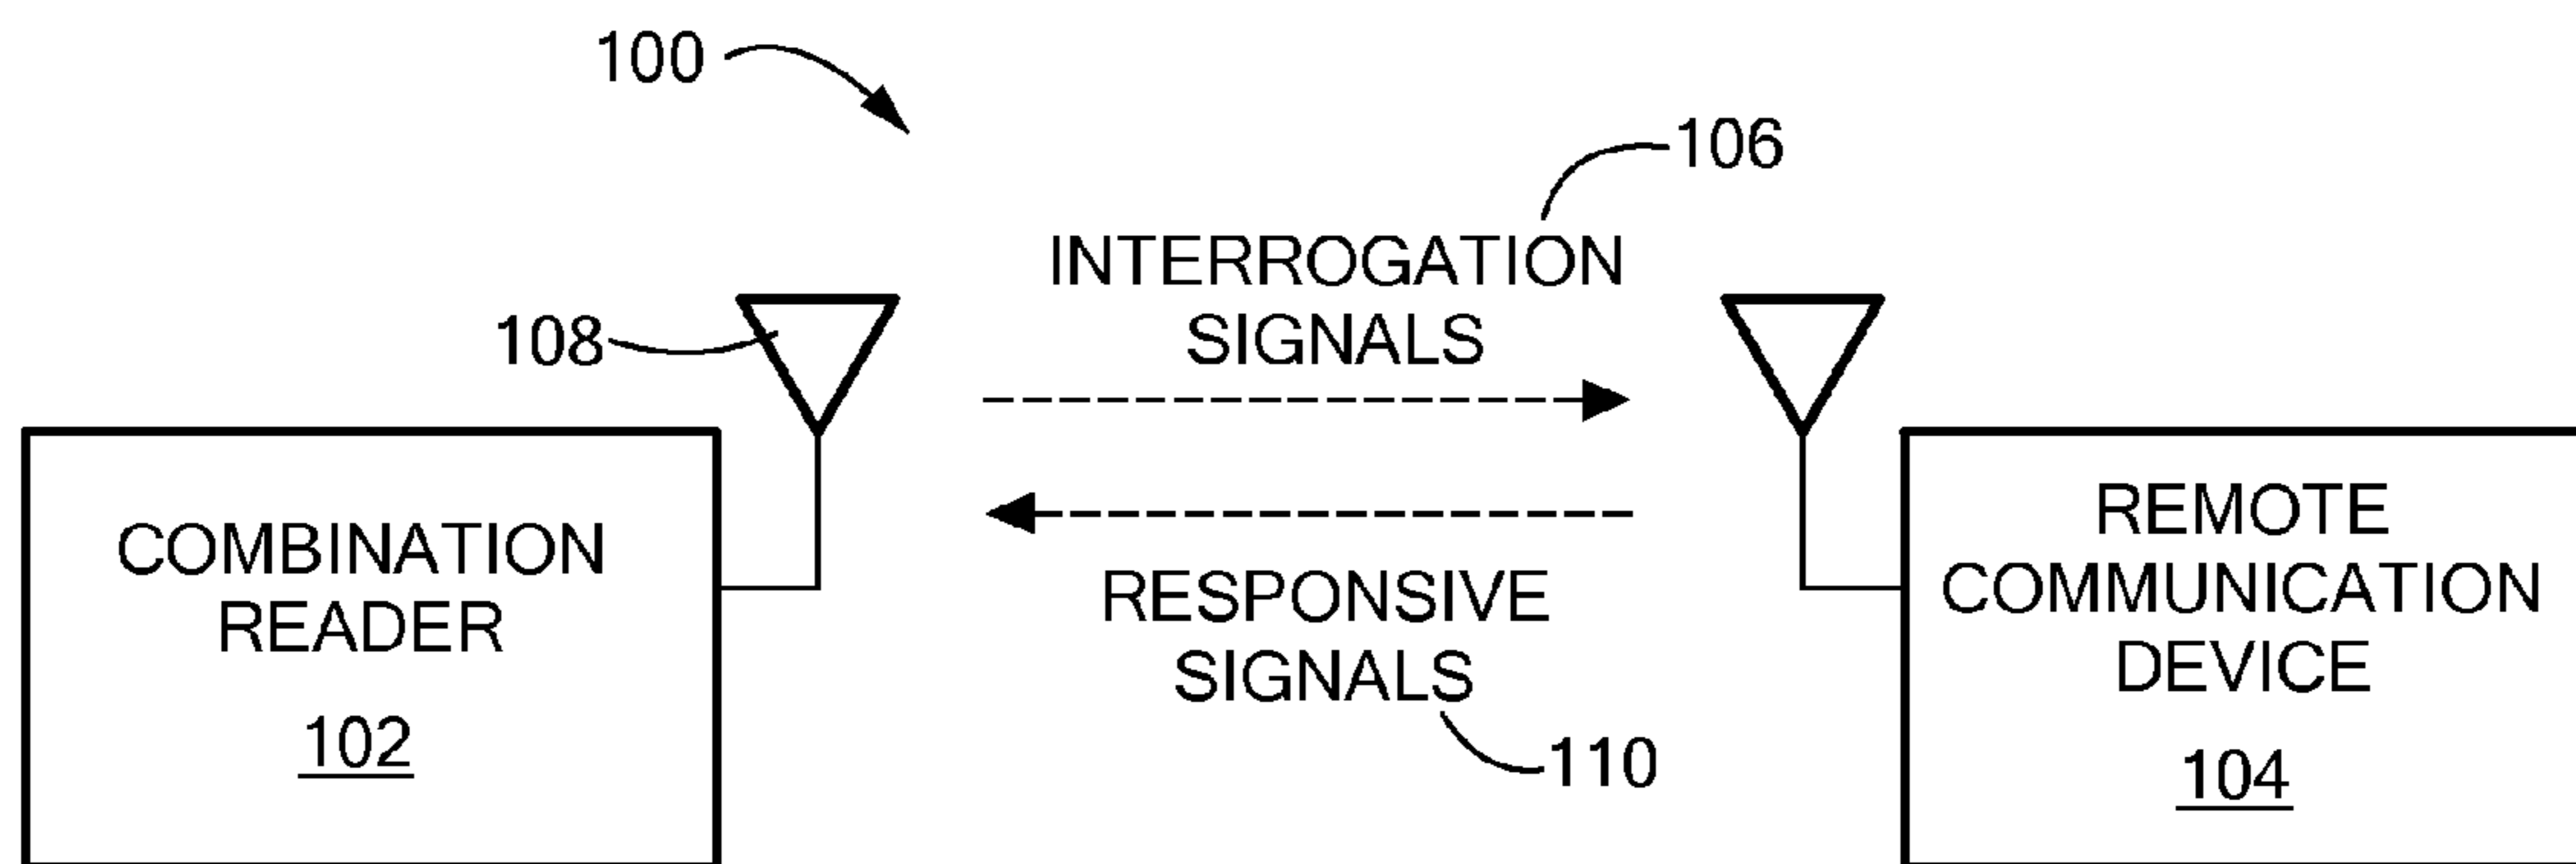 100
106
INTERROGATION
SIGNALS
108
COMBINATION
READER
102
RESPONSIVE
SIGNALS
110
REMOTE
COMMUNICATION
DEVICE
104